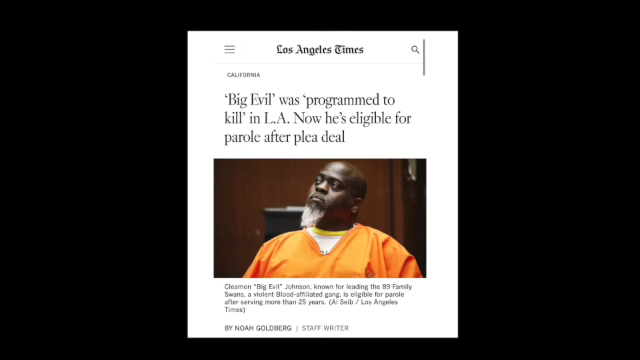 Los Angeles Times
CALIFORNIA
‘Big Evil’ was ‘programmed to
kill’ in L.A. Now he’s eligible for
parole after plea deal
Cleamon “Big Evil” Johnson, known for leading the 89 Family
Swans, a violent Blood-affiliated gang, is eligible for parole
after serving more than 25 years. (Al Seib / Los Angeles
Times)
BY NOAH GOLDBERG | STAFF WRITER